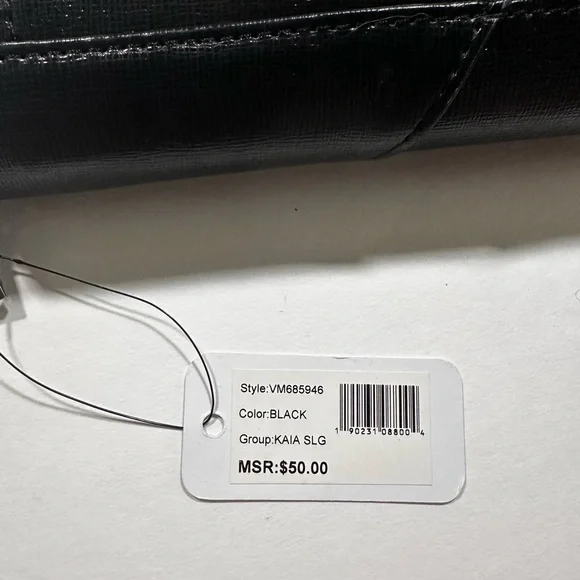 Style:VM685946
Color:BLACK
Group:KAIA SLG
MSR:$50.00
1 90231 08800 4